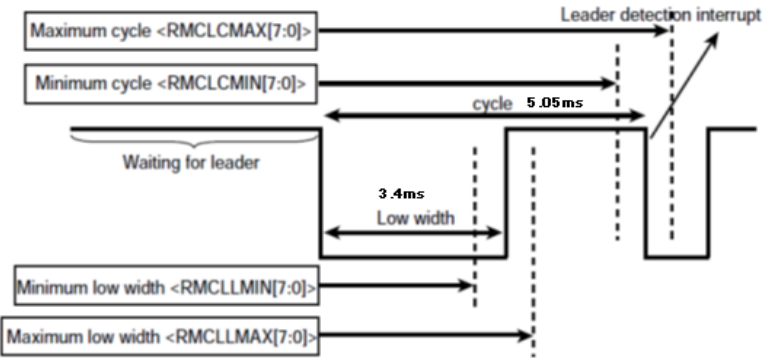 Leader detection interrupt
Maximum cycle <RMCLCMAX[7:0]>
Minimum cycle <RMCLCMIN[7:0]>
cycle 5.05ms
Waiting for leader
3.4ms
Low width
Minimum low width <RMCLLMIN[7:0]>
Maximum low width <RMCLLMAX[7:0]>